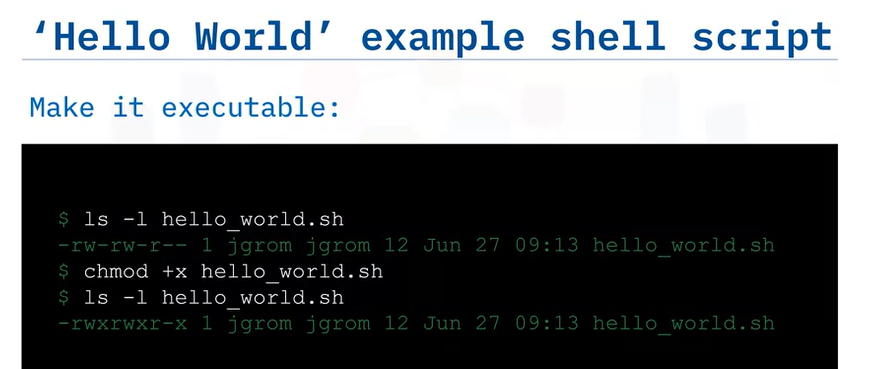 ‘Hello World’ example shell script
Make it executable:
$ ls -l hello_world.sh
-rw-rw-r-- 1 jgrom jgrom 12 Jun 27 09:13 hello_world.sh
$ chmod +x hello_world.sh
$ ls -l hello_world.sh
-rwxrwxr-x 1 jgrom jgrom 12 Jun 27 09:13 hello_world.sh